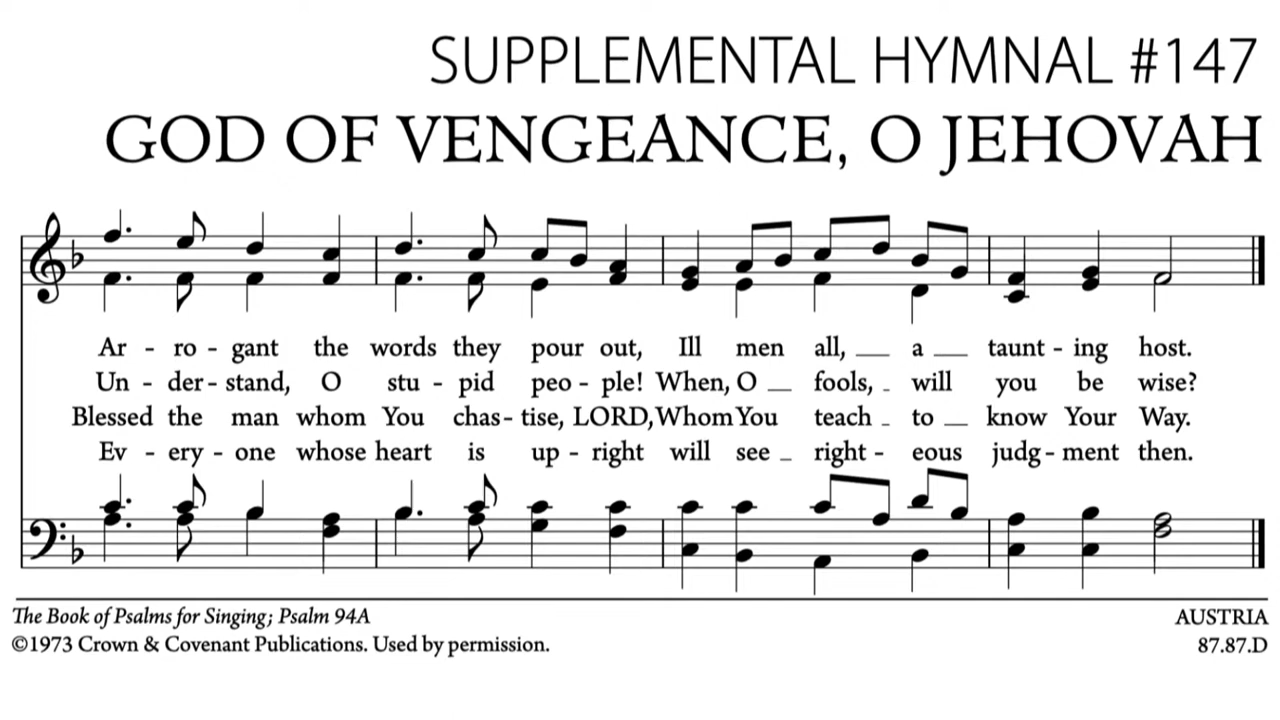 SUPPLEMENTAL HYMNAL #147
GOD OF VENGEANCE, O JEHOVAH
Ar - ro - gant the words they pour out, Ill men all, __ a __ taunt - ing host.
Un - der - stand, O stu - pid peo - ple! When, O __ fools, - will you be wise?
Blessed the man whom You chas - tise, LORD, Whom You teach - to __ know Your Way.
Ev - ery - one whose heart is up - right will see _ right - eous judg - ment then.
The Book of Psalms for Singing; Psalm 94A
AUSTRIA
©1973 Crown & Covenant Publications. Used by permission.
87.87.D